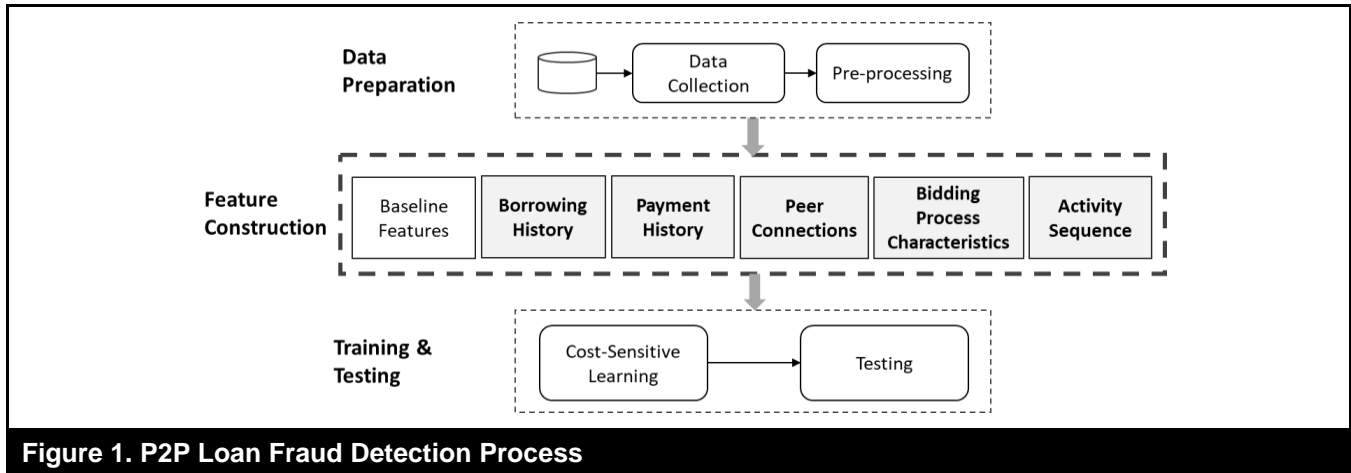 Data
Preparation
Data
Collection
Pre-processing
Feature
Construction
Baseline
Features
Borrowing
History
Payment
History
Peer
Connections
Bidding
Process
Characteristics
Activity
Sequence
Training &
Testing
Cost-Sensitive
Learning
Testing
Figure 1. P2P Loan Fraud Detection Process